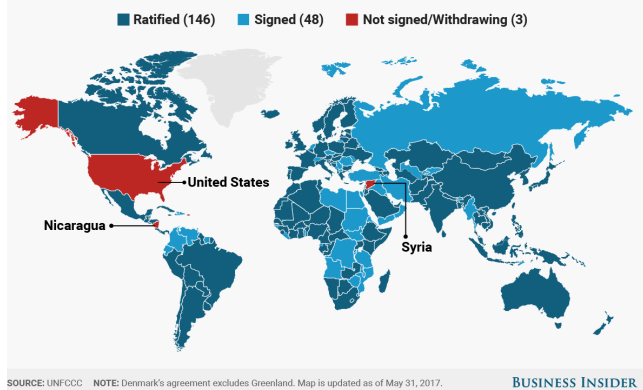 Ratified (146) Signed (48) Not signed/Withdrawing (3)
United States
Nicaragua
Syria
SOURCE: UNFCCC NOTE: Denmark's agreement excludes Greenland. Map is updated as of May 31, 2017. BUSINESS INSIDER